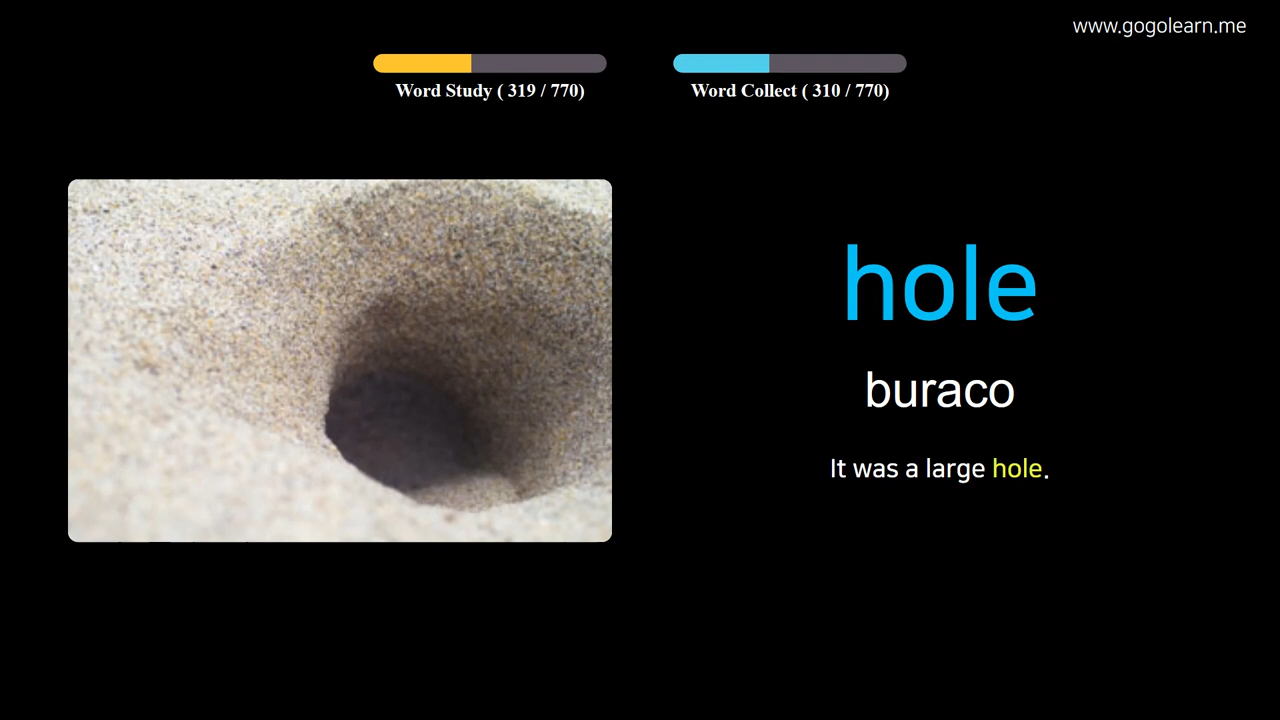 www.gogolearn.me
Word Study ( 319 / 770)
Word Collect ( 310 / 770)
hole
buraco
It was a large hole.